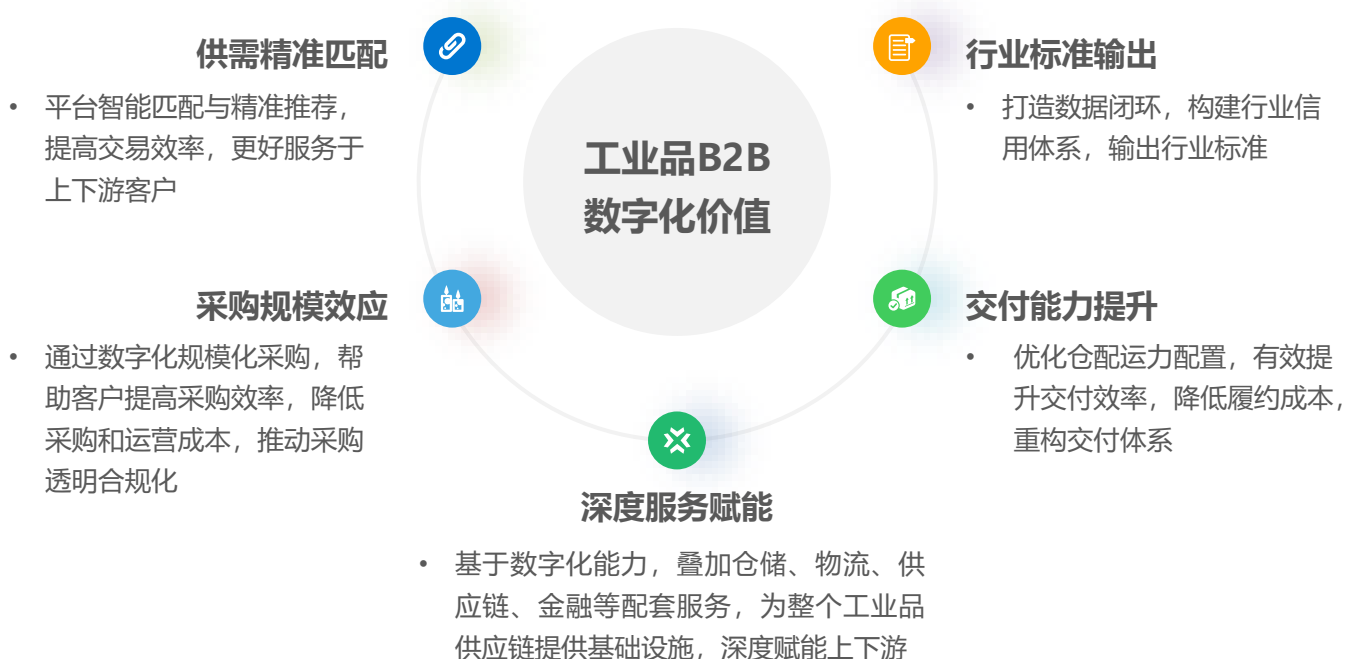 供需精准匹配
• 平台智能匹配与精准推荐，
提高交易效率，更好服务于
上下游客户
采购规模效应
• 通过数字化规模化采购，帮
助客户提高采购效率，降低
采购和运营成本，推动采购
透明合规化
工业品B2B
数字化价值
行业标准输出
• 打造数据闭环，构建行业信
用体系，输出行业标准
交付能力提升
• 优化仓配运力配置，有效提
升交付效率，降低履约成本，
重构交付体系
深度服务赋能
• 基于数字化能力，叠加仓储、物流、供
应链、金融等配套服务，为整个工业品
供应链提供基础设施，深度赋能上下游